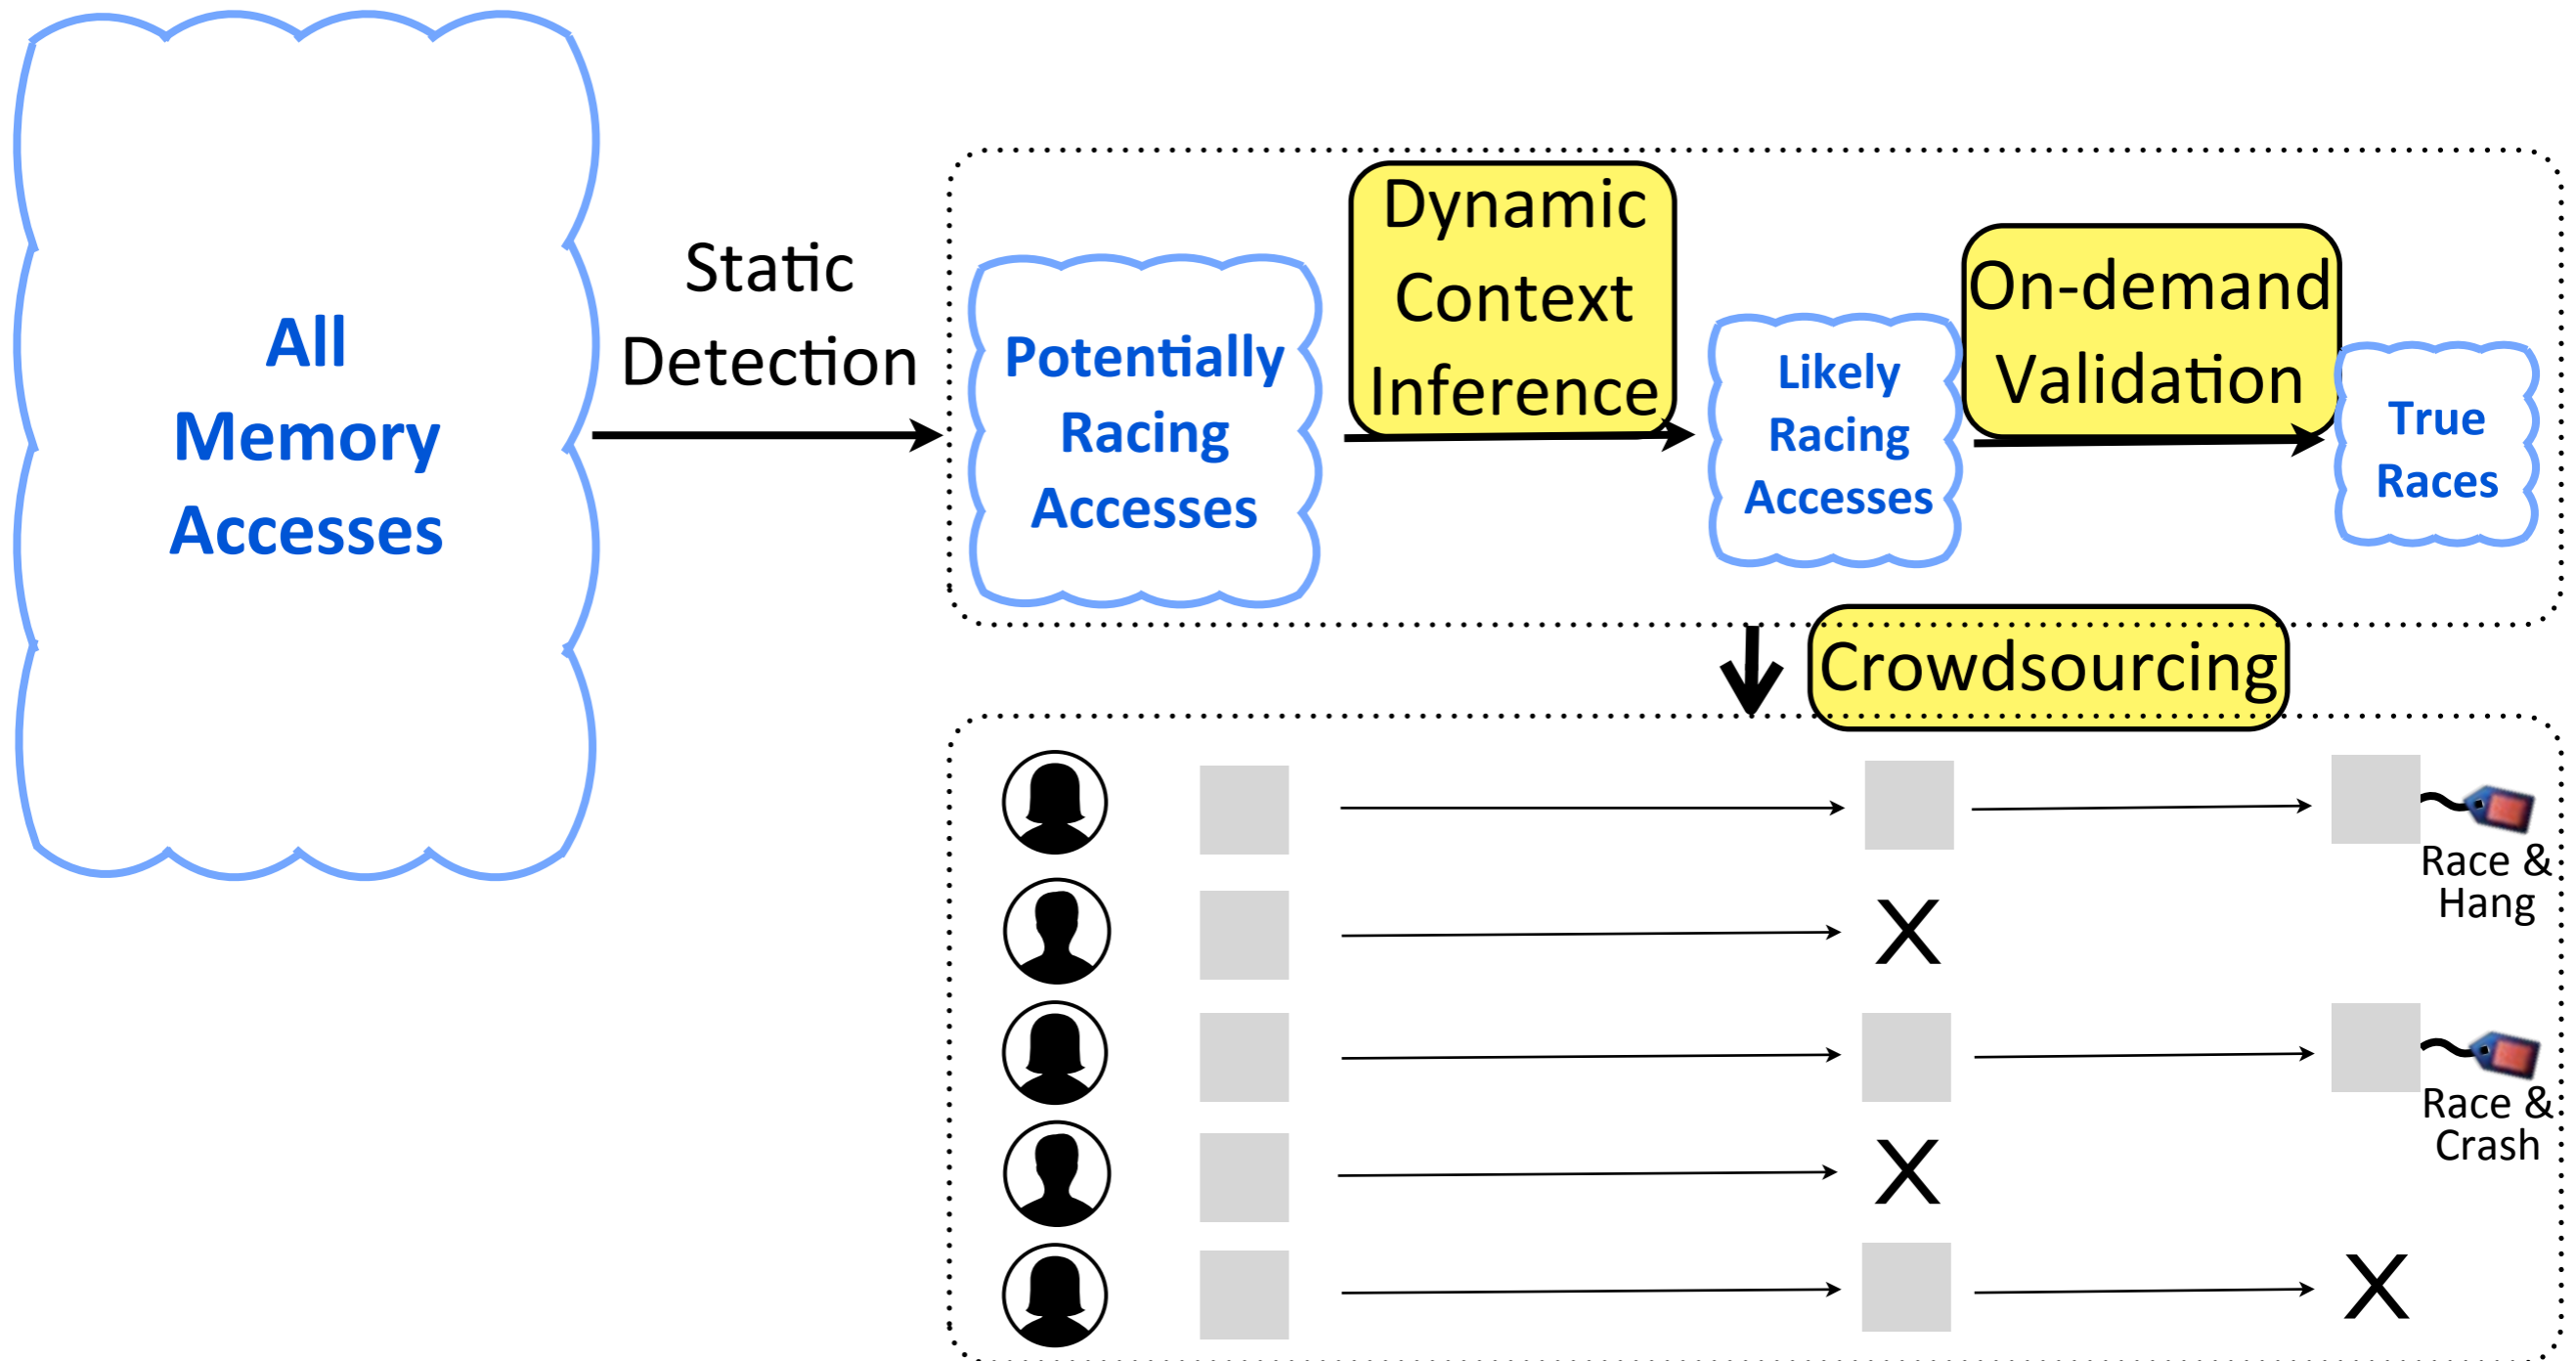 All
Memory
Accesses
Static
Detection
Potentially
Racing
Accesses
Dynamic
Context
Inference
Likely
Racing
Accesses
On-demand
Validation
True
Races
Crowdsourcing
Race &
Hang
X
Race &
Crash
X
X